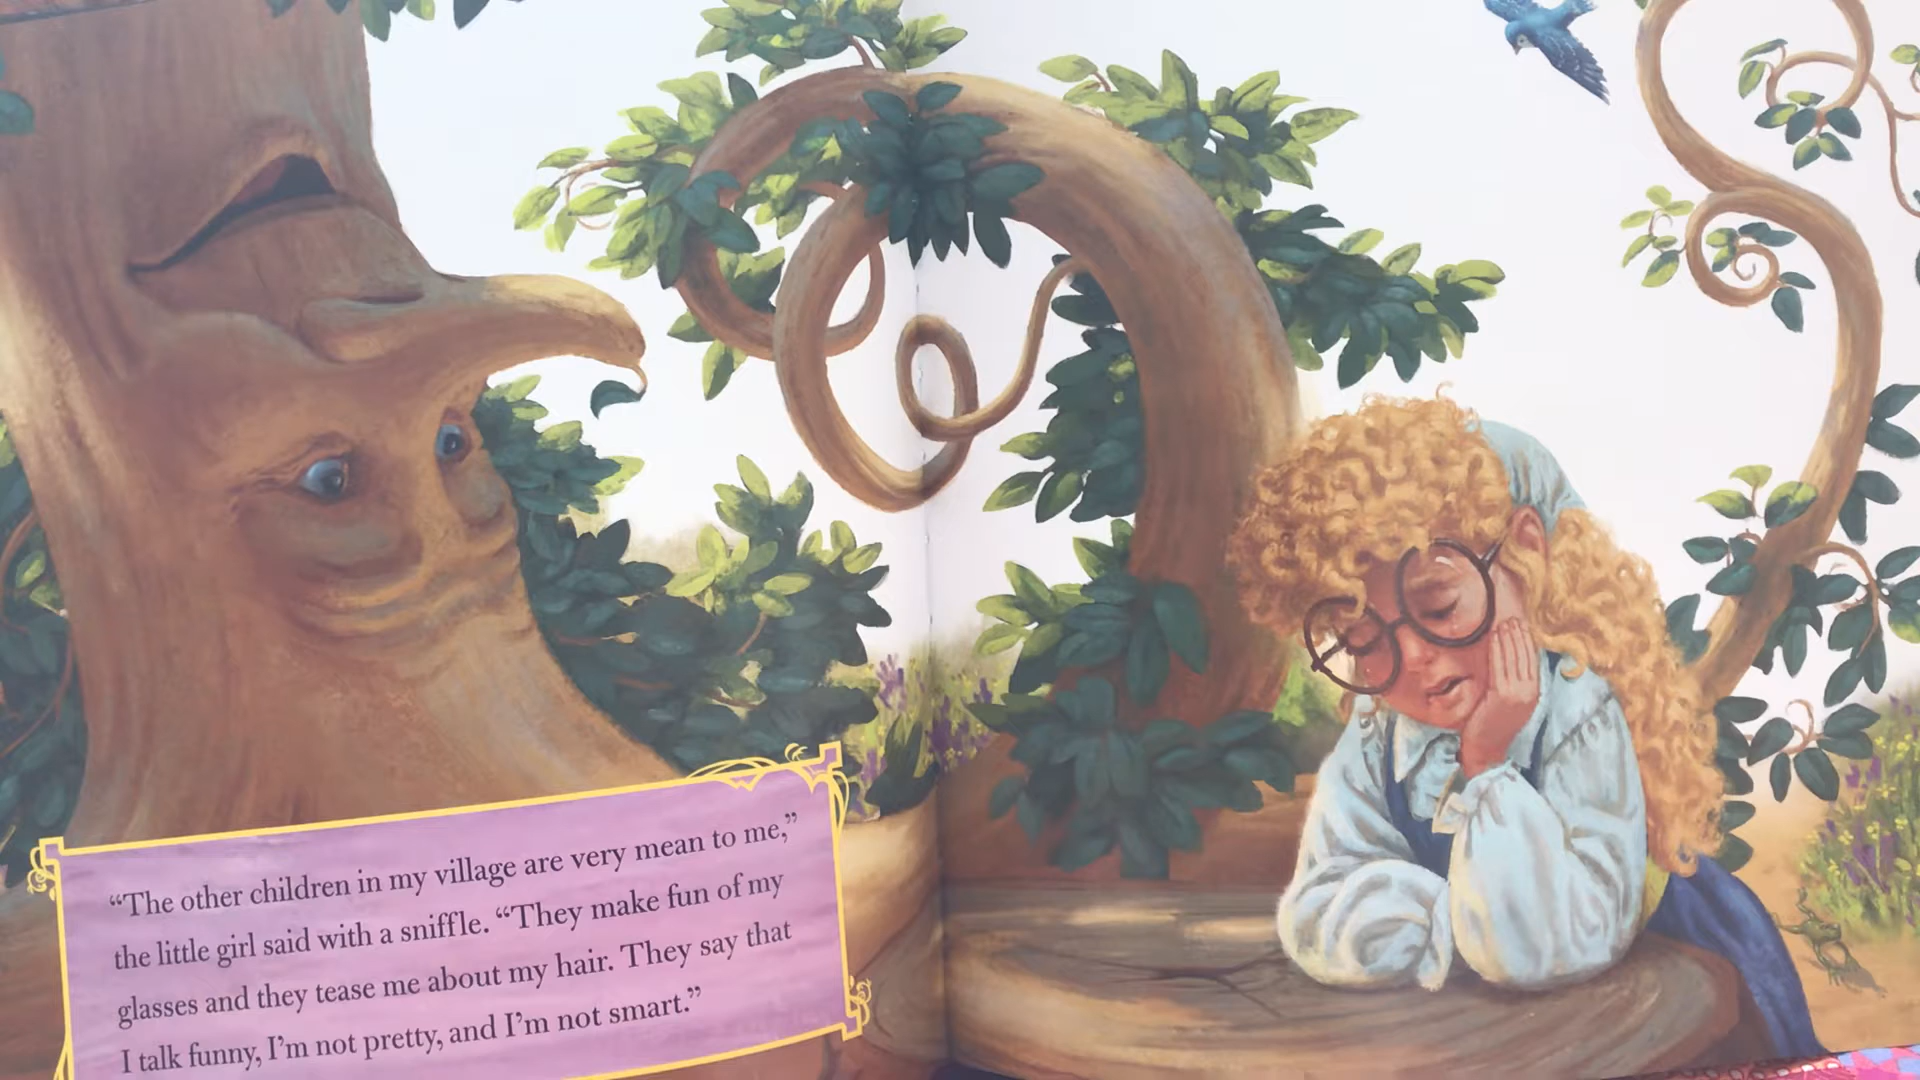 “The other children in my village are very mean to me,”
the little girl said with a sniffle. “They make fun of my
glasses and they tease me about my hair. They say that
I talk funny, I’m not pretty, and I’m not smart.”